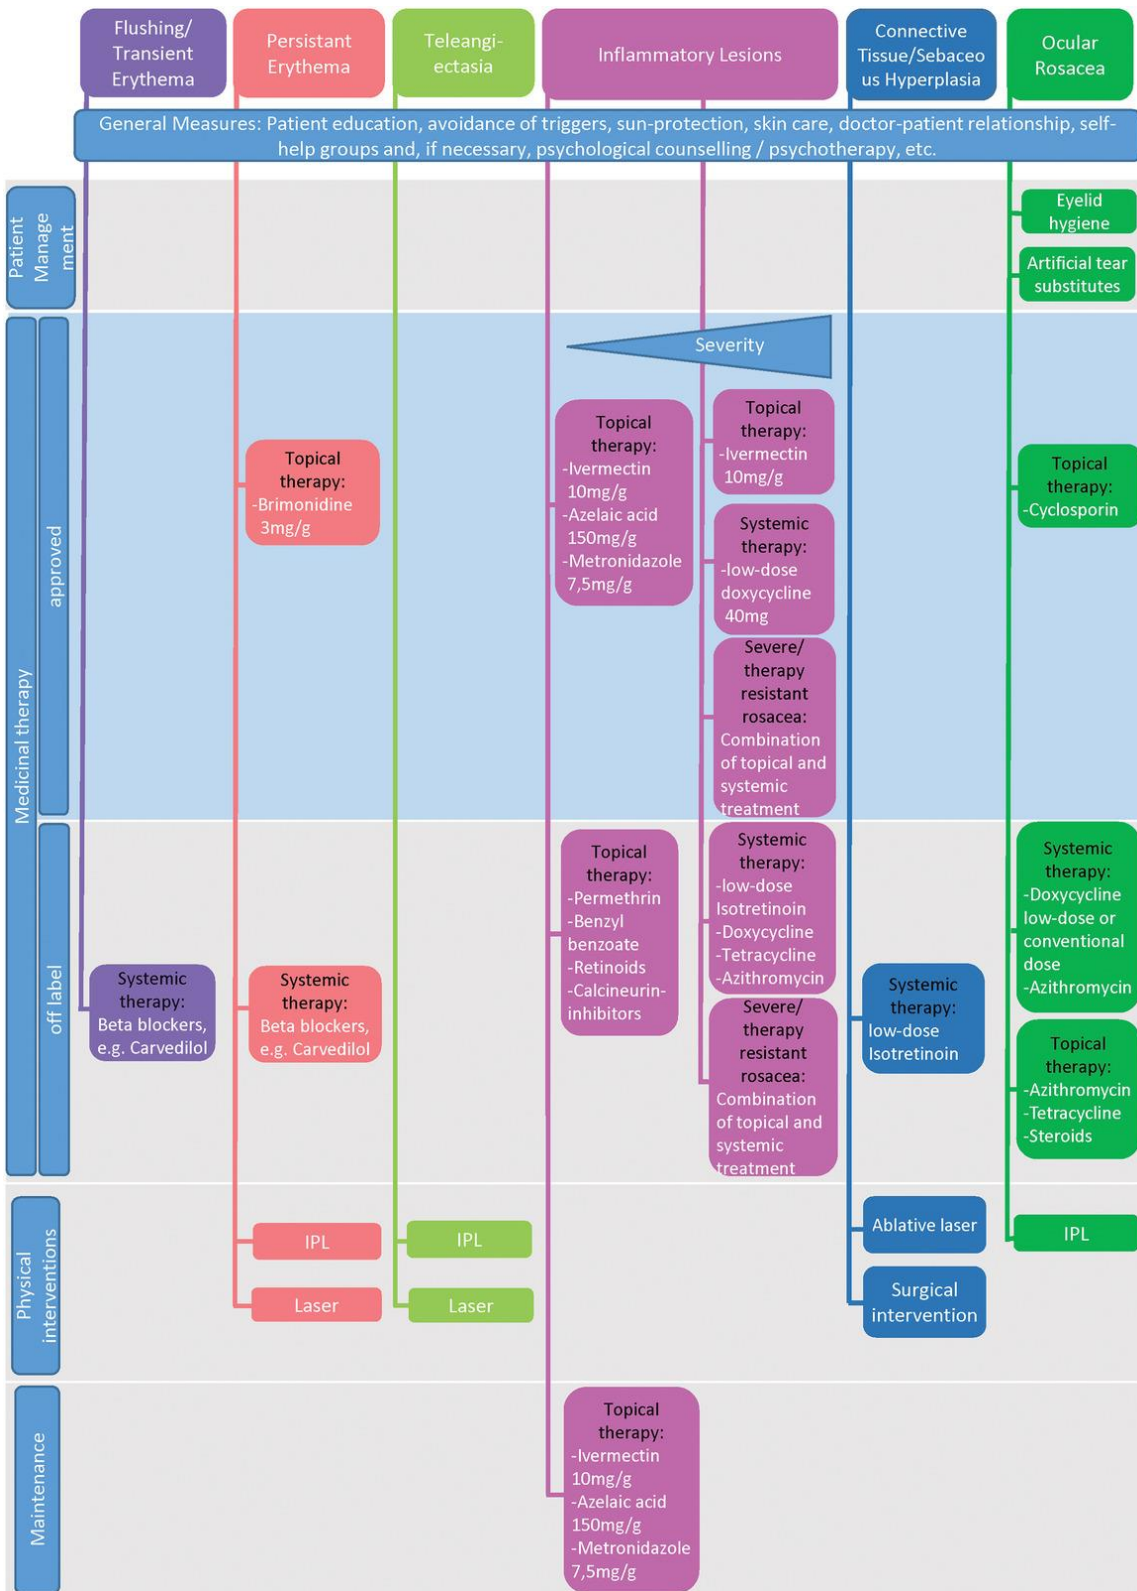 Flushing/
Transient
Erythema
Persistant
Erythema
Teleangi-
ectasia
Inflammatory Lesions
Connective
Tissue/Sebaceo
us Hyperplasia
Ocular
Rosacea
General Measures: Patient education, avoidance of triggers, sun-protection, skin care, doctor-patient relationship, self-
help groups and, if necessary, psychological counselling / psychotherapy, etc.
Patient
Manage
ment
Eyelid
hygiene
Artificial tear
substitutes
Medicinal therapy
approved
Severity
Topical
therapy:
-Brimonidine
3mg/g
Topical
therapy:
-Ivermectin
10mg/g
-Azelaic acid
150mg/g
-Metronidazole
7,5mg/g
Topical
therapy:
-Ivermectin
10mg/g
Systemic
therapy:
-low-dose
doxycycline
40mg
Severe/
therapy
resistant
rosacea:
Combination
of topical and
systemic
treatment
Topical
therapy:
-Cyclosporin
off label
Systemic
therapy:
Beta blockers,
e.g. Carvedilol
Systemic
therapy:
Beta blockers,
e.g. Carvedilol
Topical
therapy:
-Permethrin
-Benzyl
benzoate
-Retinoids
-Calcineurin-
inhibitors
Systemic
therapy:
-low-dose
Isotretinoin
-Doxycycline
-Tetracycline
-Azithromycin
Severe/
therapy
resistant
rosacea:
Combination
of topical and
systemic
treatment
Systemic
therapy:
low-dose
Isotretinoin
Systemic
therapy:
-Doxycycline
low-dose or
conventional
dose
-Azithromycin
Topical
therapy:
-Azithromycin
-Tetracycline
-Steroids
Physical
interventions
IPL
Laser
IPL
Laser
Ablative laser
Surgical
intervention
IPL
Maintenance
Topical
therapy:
-Ivermectin
10mg/g
-Azelaic acid
150mg/g
-Metronidazole
7,5mg/g